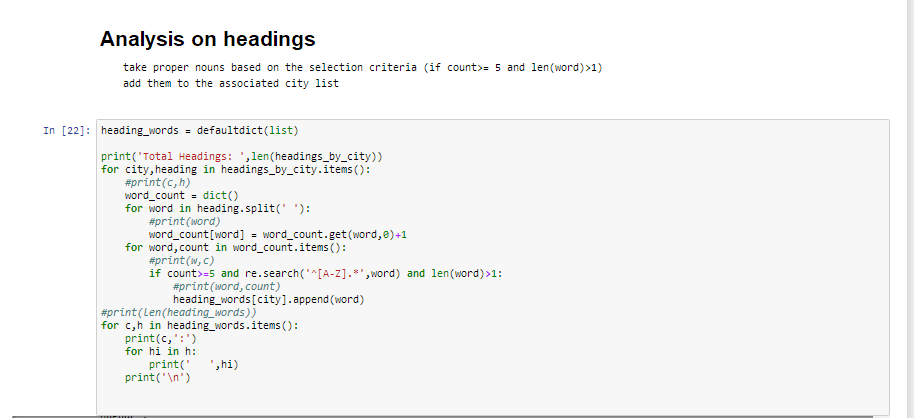 Analysis on headings
take proper nouns based on the selection criteria (if count>= 5 and len(word)>1)
add them to the associated city list
In [22]: heading_words = defaultdict(list)
print('Total Headings: ',len(headings_by_city))
for city,heading in headings_by_city.items():
    #print(c,h)
    word_count = dict()
    for word in heading.split(' '):
        #print(word)
        word_count[word] = word_count.get(word,0)+1
    for word,count in word_count.items():
        #print(w,c)
        if count>=5 and re.search('^[A-Z].*',word) and len(word)>1:
            #print(word,count)
            heading_words[city].append(word)
#print(len(heading_words))
for c,h in heading_words.items():
    print(c,':')
    for hi in h:
        print('   ',hi)
    print('\n')